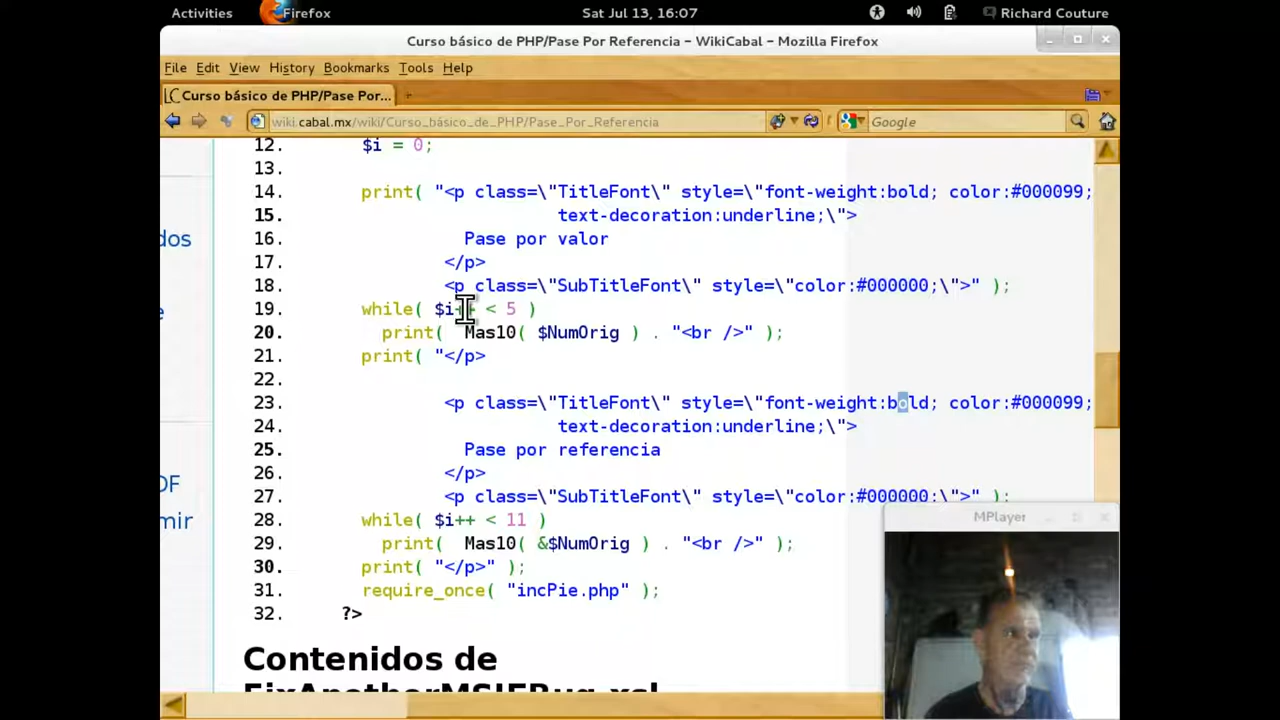 Activities Firefox Sat Jul 13, 16:07 Richard Couture
Curso básico de PHP/Pase Por Referencia - WikiCabal - Mozilla Firefox
File Edit View History Bookmarks Tools Help
Curso básico de PHP/Pase Por...
wiki.cabal.mx/wiki/Curso_básico_de_PHP/Pase_Por_Referencia Google
12. $i = 0;
13.
14. print( "<p class=\"TitleFont\" style=\"font-weight:bold; color:#000099;
15. text-decoration:underline;\">
16. Pase por valor
17. </p>
18. <p class=\"SubTitleFont\" style=\"color:#000000;\">" );
19. while( $i++ < 5 )
20. print( Mas10( $NumOrig ) . "<br />" );
21. print( "</p>
22.
23. <p class=\"TitleFont\" style=\"font-weight:bold; color:#000099;
24. text-decoration:underline;\">
25. Pase por referencia
26. </p>
27. <p class=\"SubTitleFont\" style=\"color:#000000;\">" );
28. while( $i++ < 11 )
29. print( Mas10( &$NumOrig ) . "<br />" );
30. print( "</p>" );
31. require_once( "incPie.php" );
32. ?>
Contenidos de
FixAnotherMSIEBug.xsl
dos
e
DF
mir
MPlayer